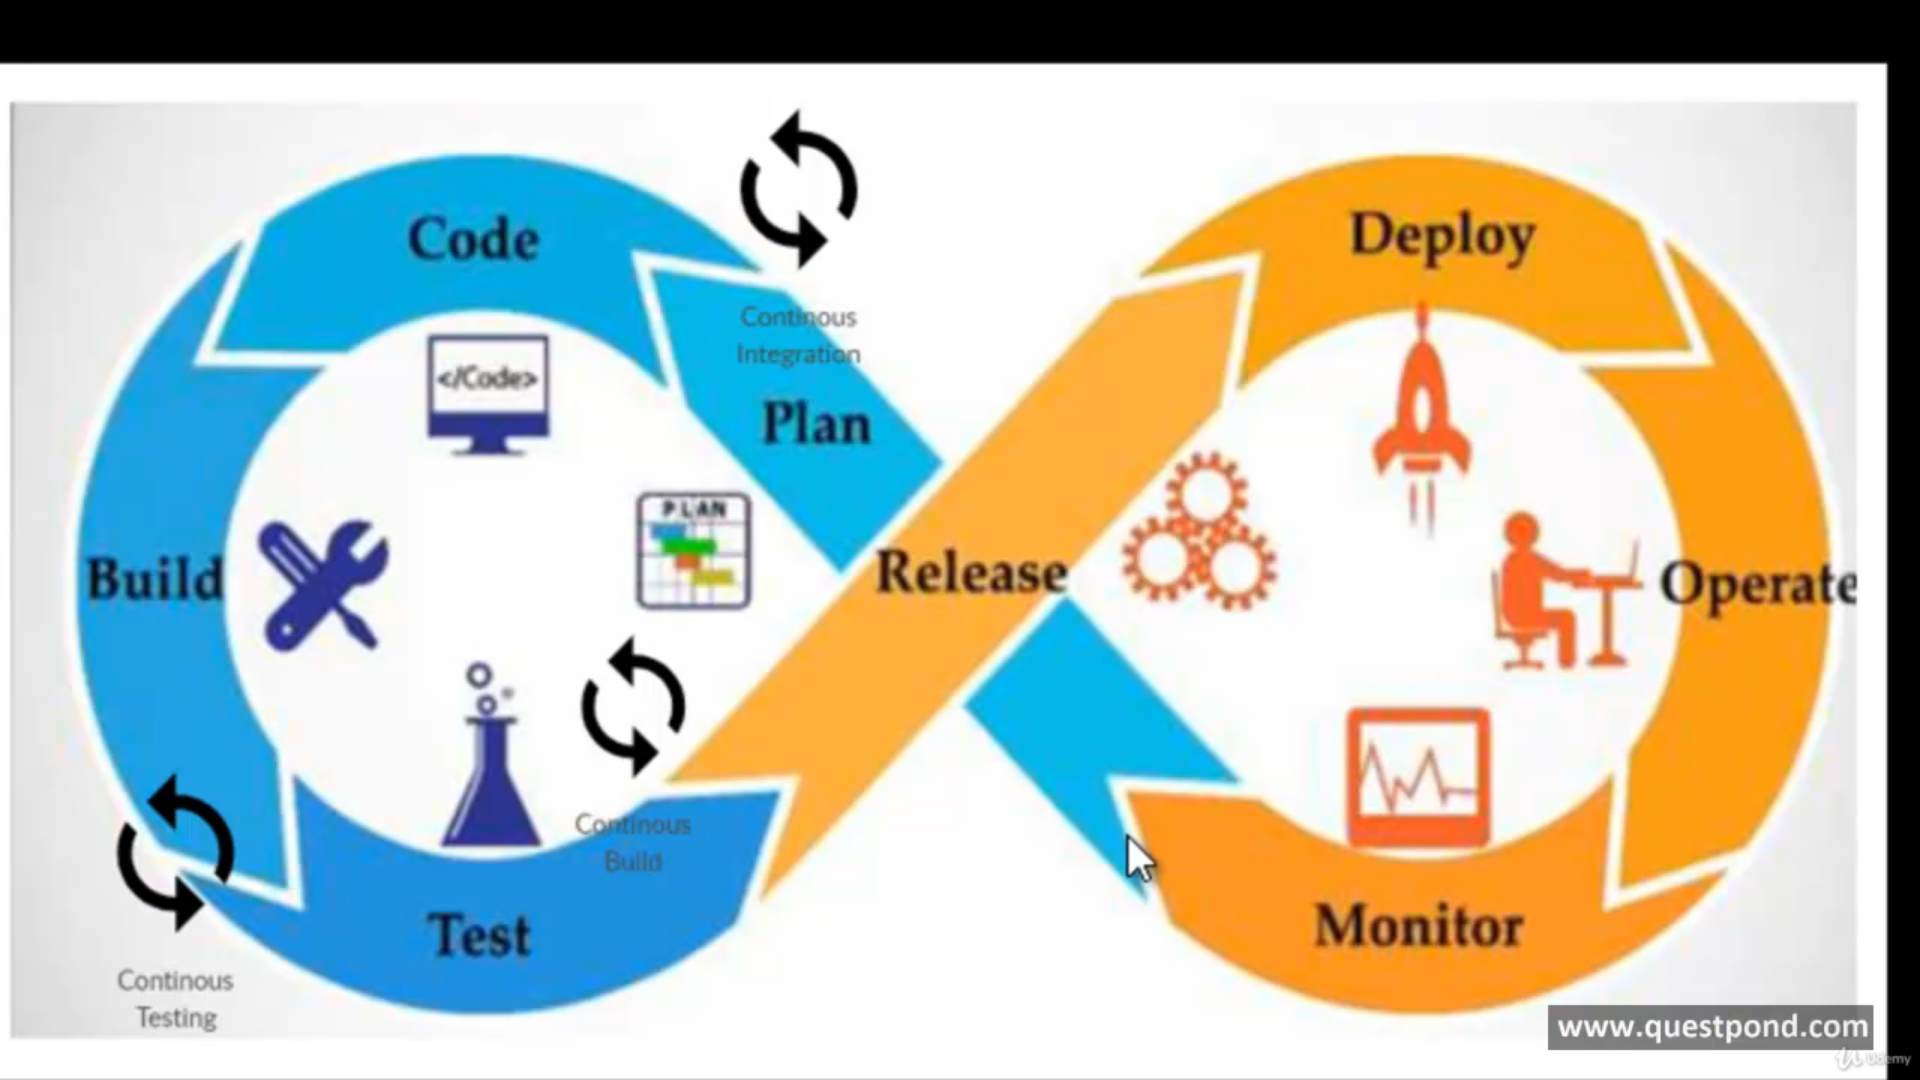 Code
Deploy
Continous
Integration
</Code>
Plan
PLAN
Build
Release
Operate
Continous
Build
Test
Monitor
Continous
Testing
www.questpond.com
Udemy